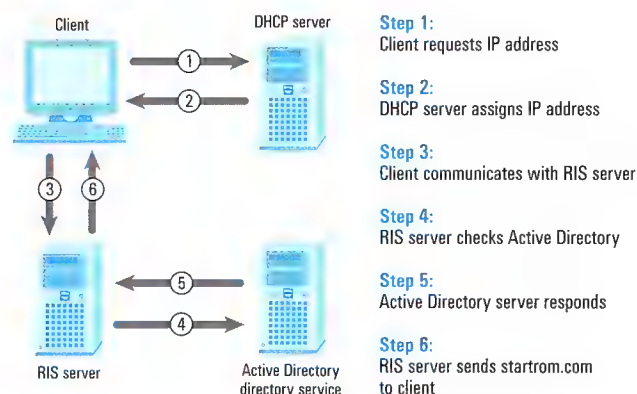 Client
DHCP server
1
2
3
6
5
4
RIS server
Active Directory
directory service
Step 1:
Client requests IP address
Step 2:
DHCP server assigns IP address
Step 3:
Client communicates with RIS server
Step 4:
RIS server checks Active Directory
Step 5:
Active Directory server responds
Step 6:
RIS server sends startrom.com
to client